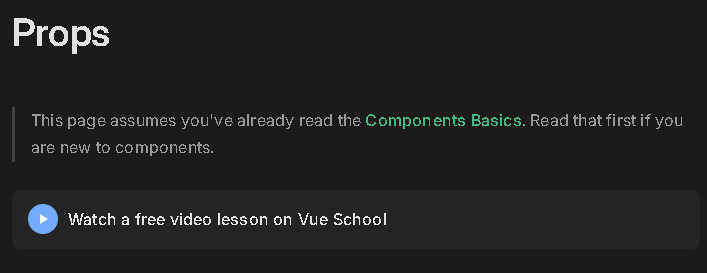 Props
This page assumes you've already read the Components Basics. Read that first if you
are new to components.
Watch a free video lesson on Vue School